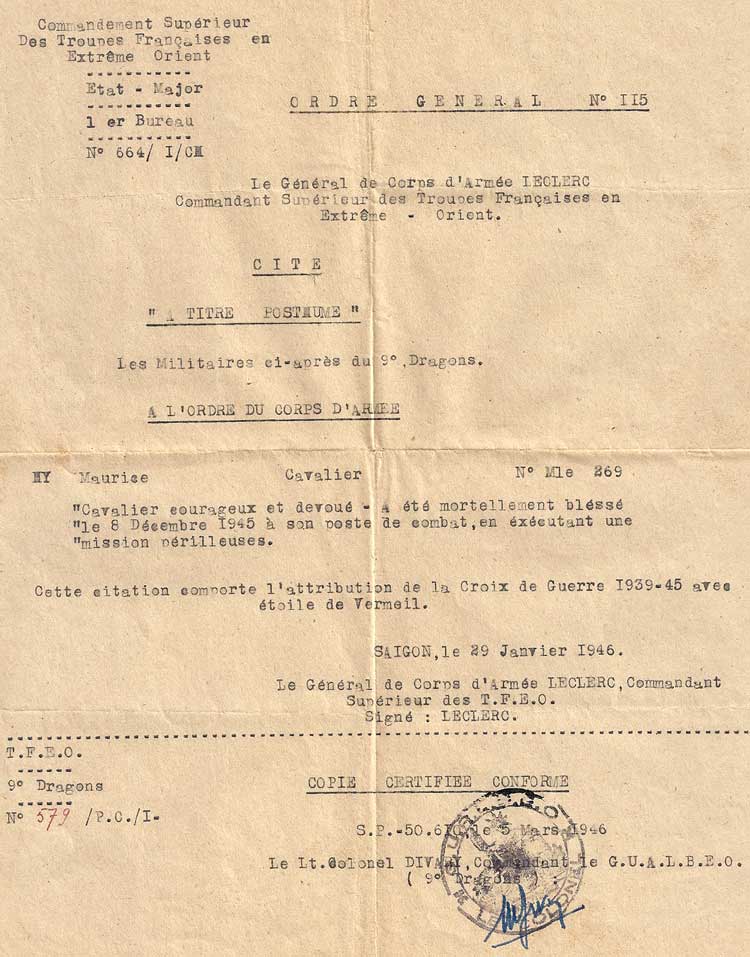 Commandement Supérieur
Des Troupes Françaises en
Extrême Orient
Etat - Major
1 er Bureau
N° 664/ I/CM
ORDRE GENERAL N° II5
Le Général de Corps d'Armée LECLERC
Commandant Supérieur des Troupes Françaises en
Extrême - Orient.
CITE
"A TITRE POSTHUME"
Les Militaires ci-après du 9°,Dragons.
A L'ORDRE DU CORPS D'ARMEE
HY Maurice Cavalier N° Mle 269
"Cavalier courageux et devoué - A été mortellement bléssé
"le 8 Décembre 1945 à son poste de combat,en éxécutant une
"mission périlleuses.
Cette citation comporte l'attribution de la Croix de Guerre I939-45 avec
étoile de Vermeil.
SAIGON,le 29 Janvier I946.
Le Général de Corps d'Armée LECLERC,Commandant
Supérieur des T.F.E.O.
Signé : LECLERC.
T.F.E.O.
9° Dragons
N° 579 /P.C./I-
COPIE CERTIFIEE CONFORME
S.P.-50.6 le 5 Mars I946
Le Lt.Colonel Commandant le G.U.A.L.B.E.O.
( 9° Dragons ) .